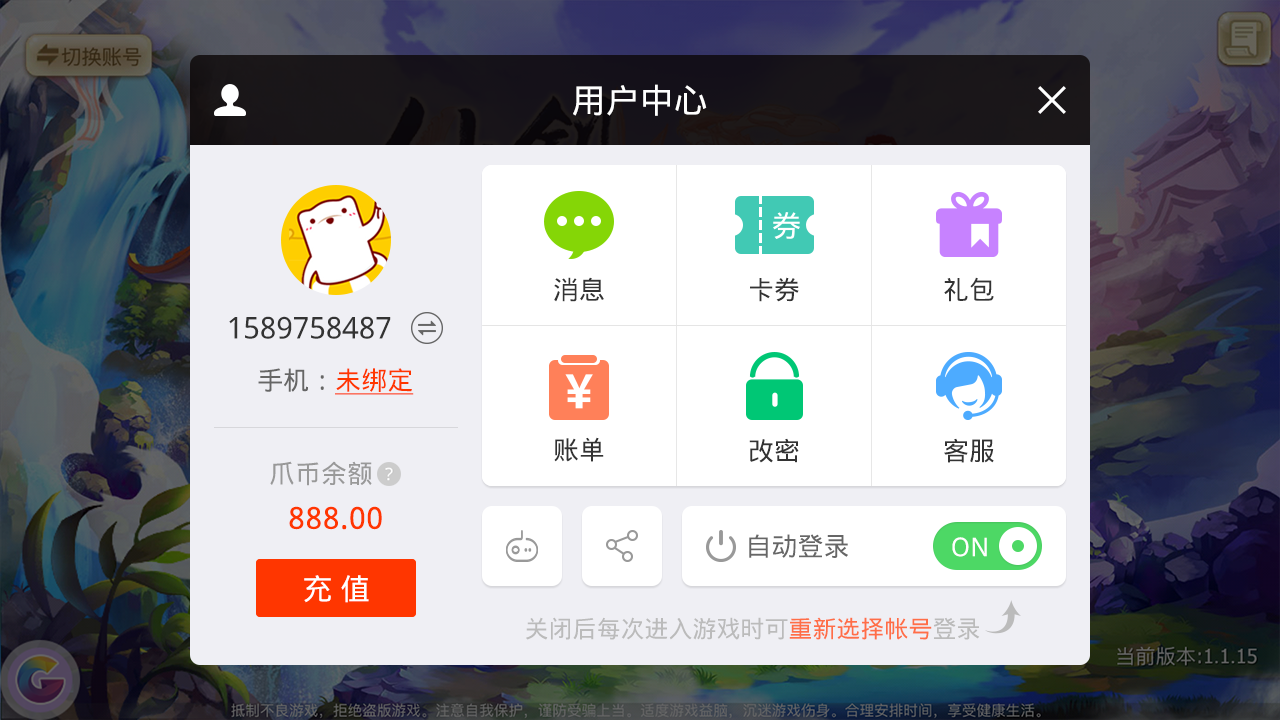 切换账号
用户中心
1589758487
手机：未绑定
爪币余额?
888.00
充 值
消息
券
卡券
礼包
¥
账单
改密
客服
自动登录
ON
关闭后每次进入游戏时可重新选择帐号登录
当前版本:1.1.15
抵制不良游戏，拒绝盗版游戏。注意自我保护，谨防受骗上当。适度游戏益脑，沉迷游戏伤身。合理安排时间，享受健康生活。